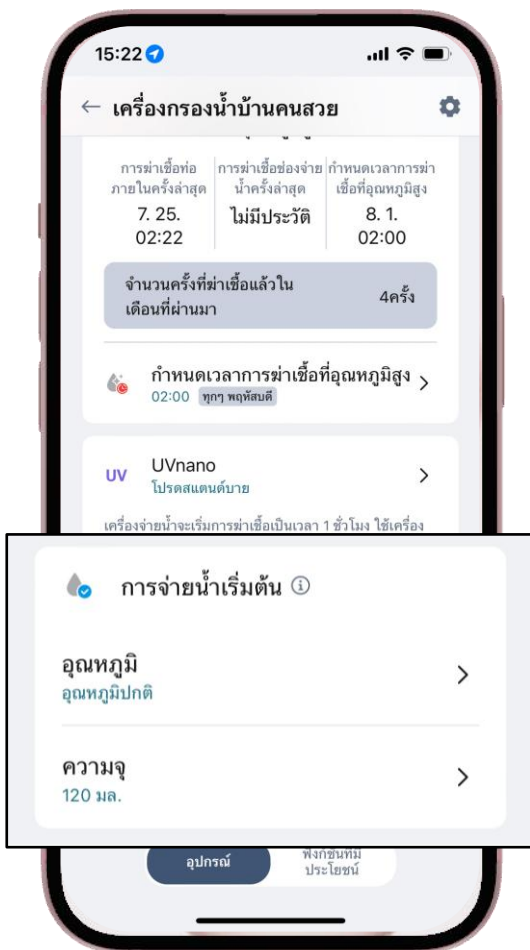 15:22
เครื่องกรองน้ำบ้านคนสวย
การฆ่าเชื้อท่อ
ภายในครั้งล่าสุด
7. 25.
02:22
การฆ่าเชื้อช่องจ่าย
น้ำครั้งล่าสุด
ไม่มีประวัติ
กำหนดเวลาการฆ่า
เชื้อที่อุณหภูมิสูง
8. 1.
02:00
จำนวนครั้งที่ฆ่าเชื้อแล้วใน
เดือนที่ผ่านมา
4ครั้ง
กำหนดเวลาการฆ่าเชื้อที่อุณหภูมิสูง
02:00 ทุกๆ พฤหัสบดี
UV
UVnano
โปรดสแตนด์บาย
เครื่องจ่ายน้ำจะเริ่มการฆ่าเชื้อเป็นเวลา 1 ชั่วโมง ใช้เครื่อง
การจ่ายน้ำเริ่มต้น
อุณหภูมิ
อุณหภูมิปกติ
ความจุ
120 มล.
อุปกรณ์
ฟังก์ชันที่มี
ประโยชน์